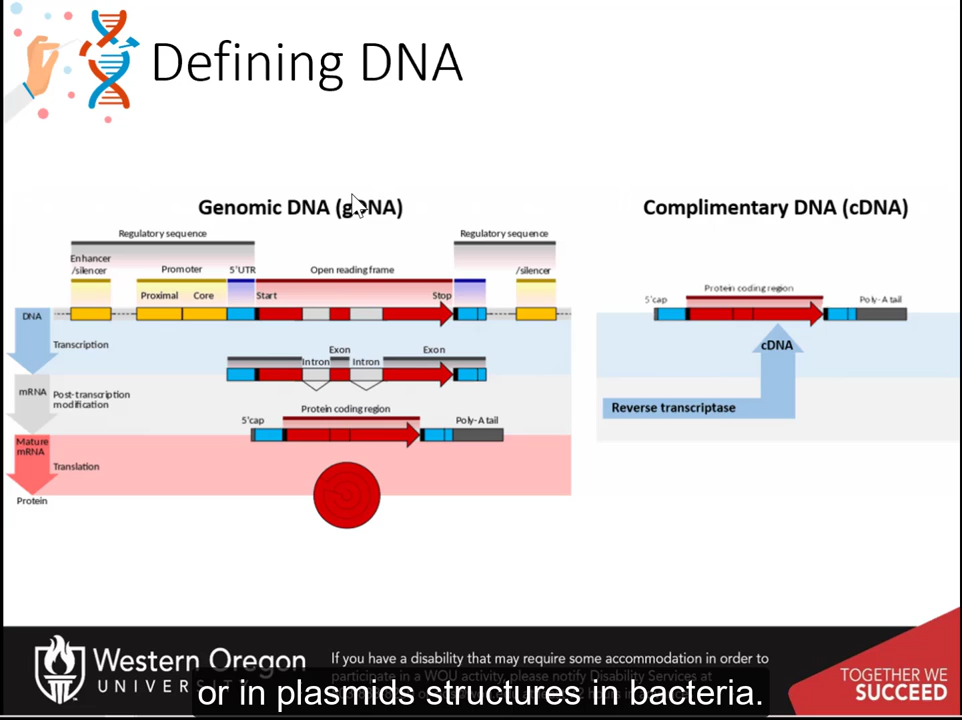 Defining DNA
Genomic DNA (gDNA)
Complimentary DNA (cDNA)
Regulatory sequence
Regulatory sequence
Enhancer
/silencer
Promoter
5'UTR
Open reading frame
/silencer
Proximal
Core
Start
Stop
Protein coding region
5'cap
Poly-A tail
DNA
Transcription
cDNA
Exon
Exon
Intron
Intron
mRNA
Post-transcription
modification
Reverse transcriptase
Protein coding region
5'cap
Poly-A tail
Mature
mRNA
Translation
Protein
Western Oregon
UNIVERSITY
If you have a disability that may require some accommodation in order to
participate in a WOU activity, please notify Disability Services at
TOGETHER WE
SUCCEED
or in plasmids structures in bacteria.